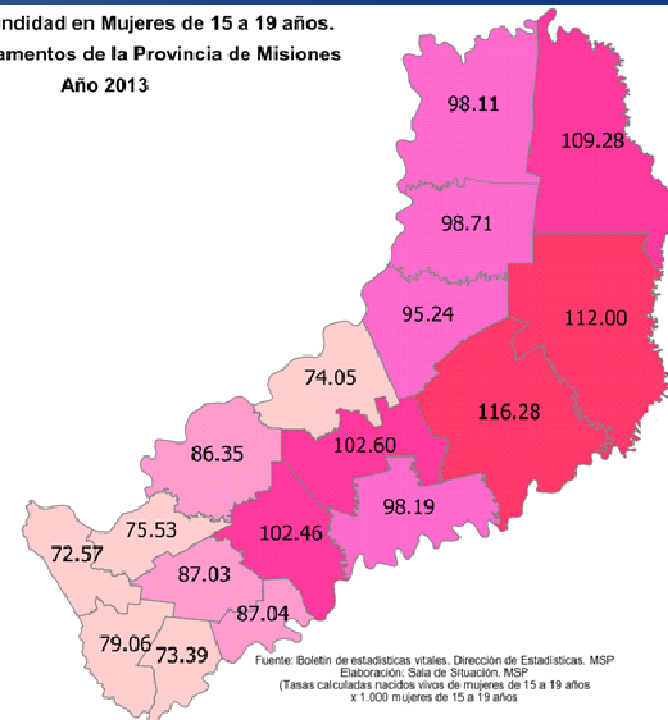 undidad en Mujeres de 15 a 19 años.
amentos de la Provincia de Misiones
Año 2013
98.11
109.28
98.71
95.24
112.00
74.05
116.28
86.35
102.60
98.19
75.53
102.46
72.57
87.03
87.04
79.06
73.39
Fuente: Boletín de estadísticas vitales. Dirección de Estadísticas. MSP
Elaboración: Sala de Situación. MSP
(Tasas calculadas nacidos vivos de mujeres de 15 a 19 años
x 1.000 mujeres de 15 a 19 años